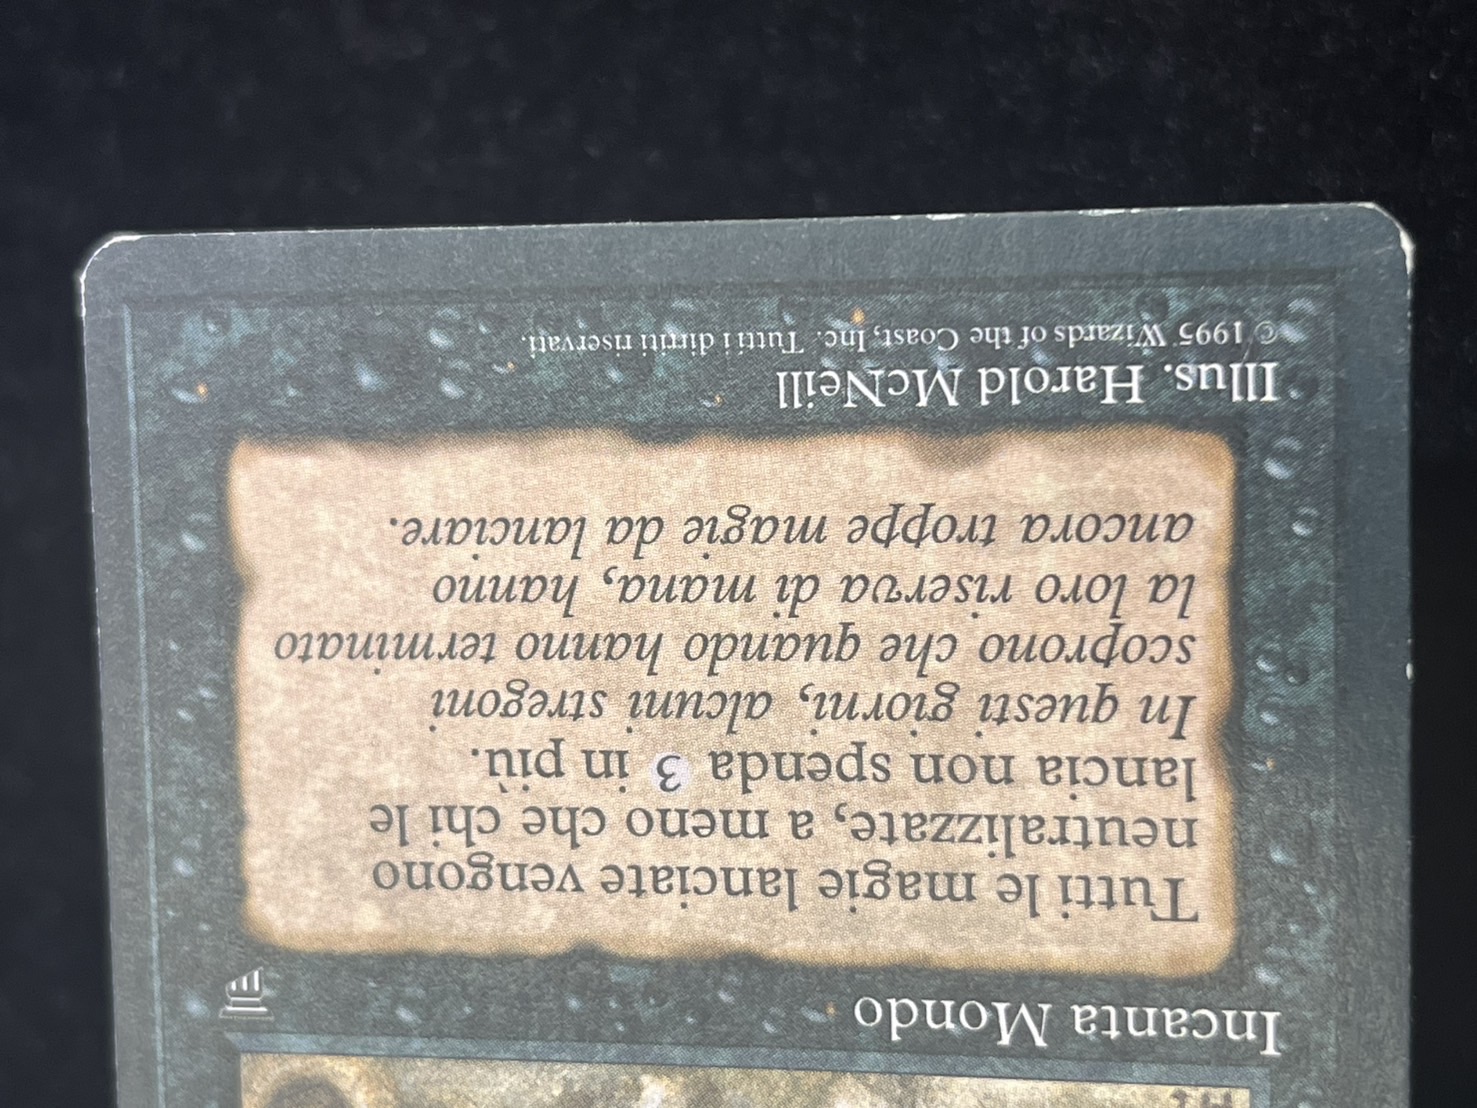 Incanta Mondo
Tutti le magie lanciate vengono
neutralizzate, a meno che chi le
lancia non spenda 3 in più.
In questi giorni, alcuni stregoni
scoprono che quando hanno terminato
la loro riserva di mana, hanno
ancora troppe magie da lanciare.
Illus. Harold McNeill
© 1995 Wizards of the Coast, Inc. Tutti i dirriti riservati.